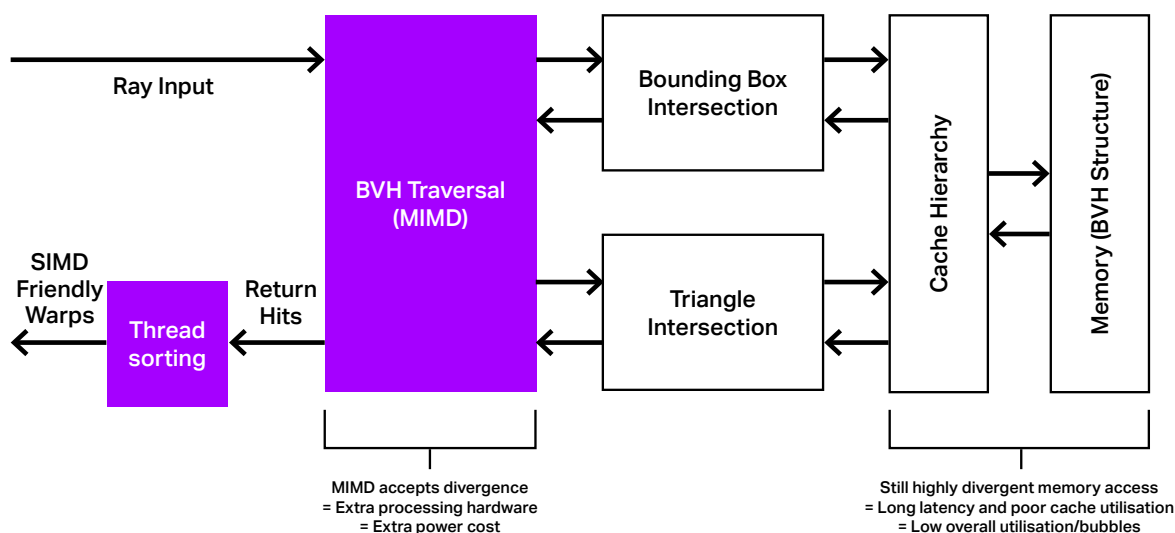 Ray Input
BVH Traversal
(MIMD)
Bounding Box
Intersection
Triangle
Intersection
Cache Hierarchy
Memory (BVH Structure)
SIMD
Friendly
Warps
Thread
sorting
Return
Hits
MIMD accepts divergence
= Extra processing hardware
= Extra power cost
Still highly divergent memory access
= Long latency and poor cache utilisation
= Low overall utilisation/bubbles